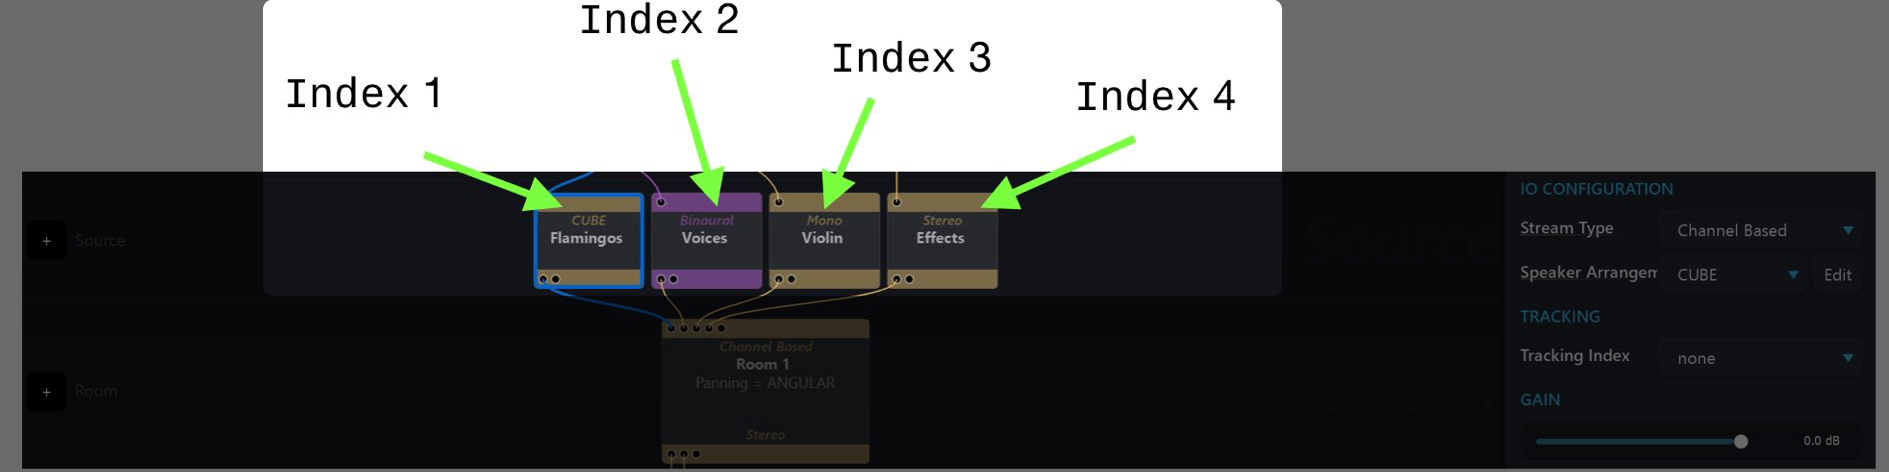 Index 1
Index 2
Index 3
Index 4
+ Source
CUBE
Flamingos
Binaural
Voices
Mono
Violin
Stereo
Effects
Source
+ Room
Channel Based
Room 1
Panning = ANGULAR
Stereo
Room
IO CONFIGURATION
Stream Type Channel Based
Speaker Arrangem CUBE Edit
TRACKING
Tracking Index none
GAIN
0.0 dB